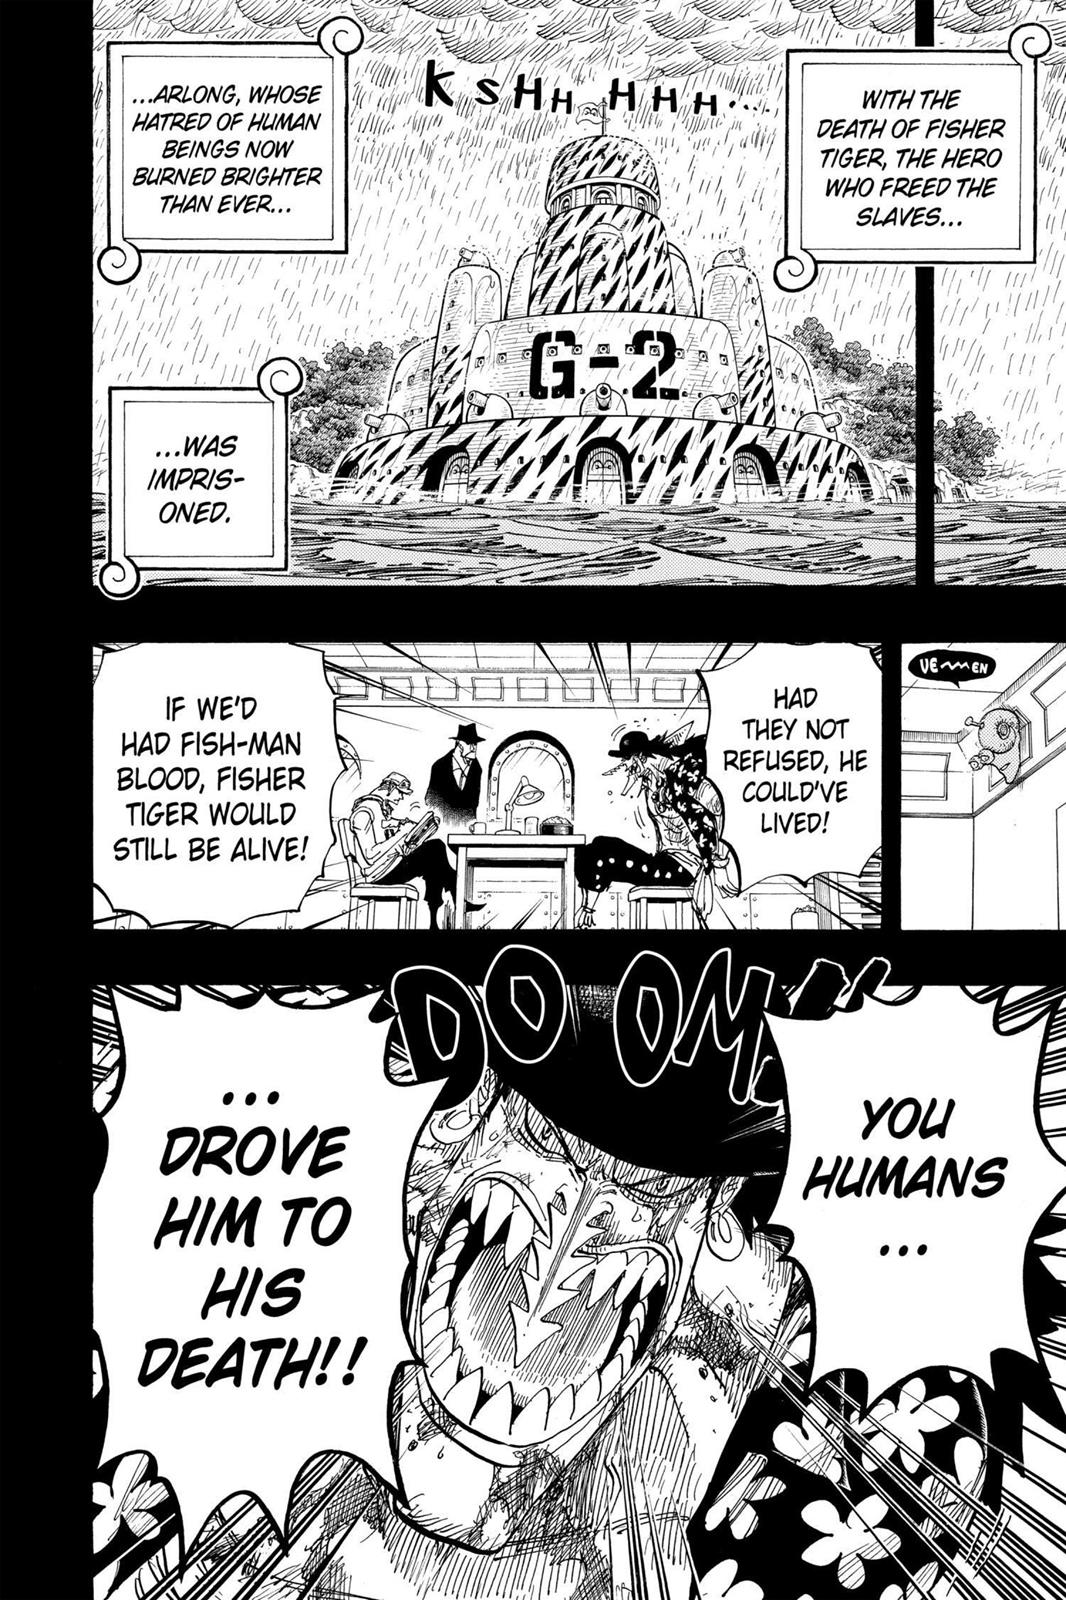 WITH THE
DEATH OF FISHER
TIGER, THE HERO
WHO FREED THE
SLAVES...
KSHH HHH....
...ARLONG, WHOSE
HATRED OF HUMAN
BEINGS NOW
BURNED BRIGHTER
THAN EVER...
G-2
...WAS
IMPRIS-
ONED.
VE EN
HAD
THEY NOT
REFUSED, HE
COULD'VE
LIVED!
IF WE'D
HAD FISH-MAN
BLOOD, FISHER
TIGER WOULD
STILL BE ALIVE!
DOOM
YOU
HUMANS
...
...
DROVE
HIM TO
HIS
DEATH!!